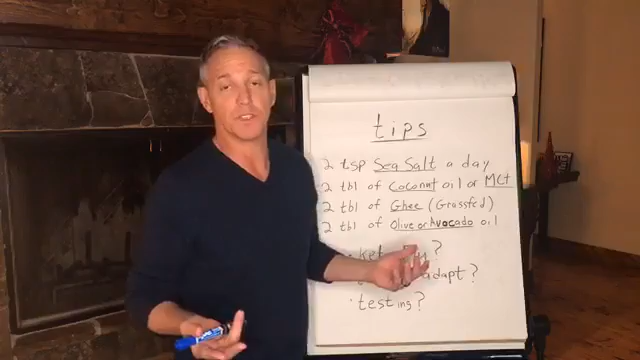 tips
2 tsp Sea Salt a day
2 tbl of Coconut oil or MCT
2 tbl of Ghee (Grassfed)
2 tbl of Olive or Avocado oil
?
adapt?
· testing?